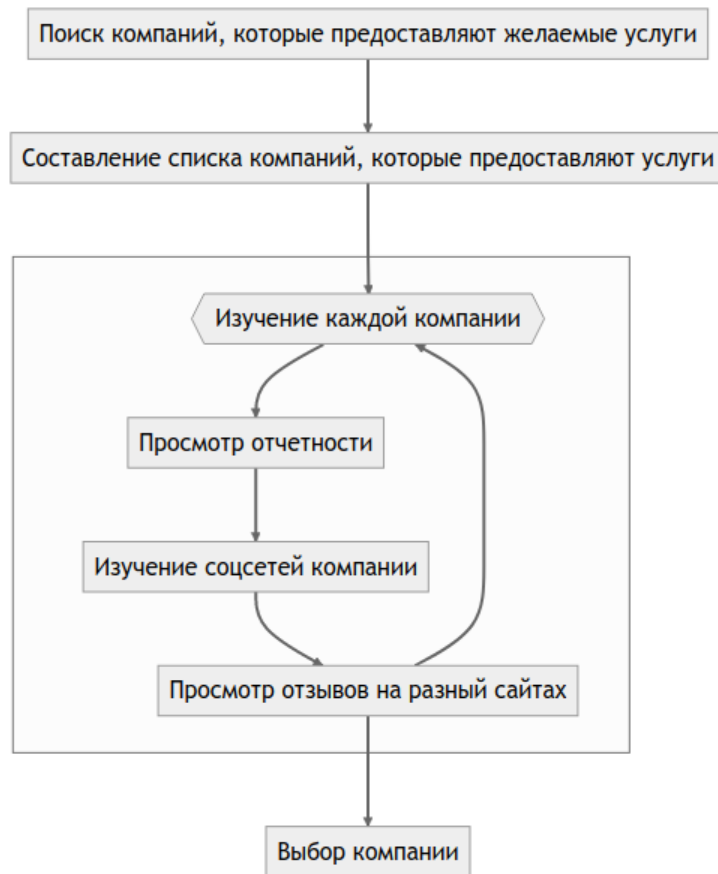 Поиск компаний, которые предоставляют желаемые услуги
Составление списка компаний, которые предоставляют услуги
Изучение каждой компании
Просмотр отчетности
Изучение соцсетей компании
Просмотр отзывов на разный сайтах
Выбор компании